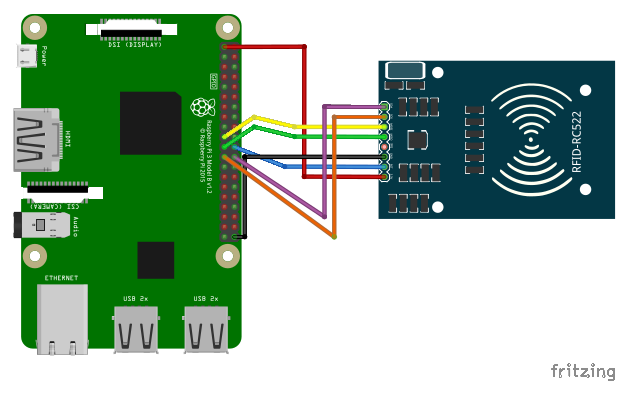 DSI (DISPLAY)
Power
GPIO
HDMI
Raspberry Pi 3 Model B v1.2
© Raspberry Pi 2015
RFID-RC522
CSI (CAMERA)
Audio
ETHERNET
USB 2x
USB 2x
fritzing